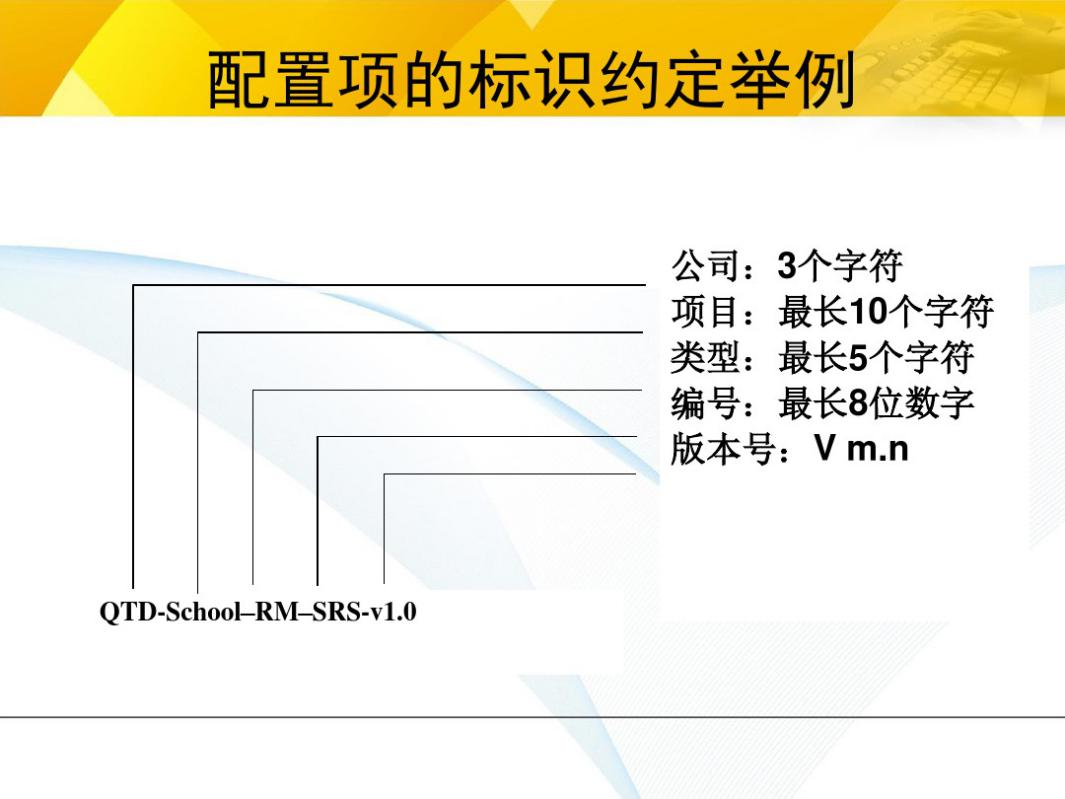 配置项的标识约定举例
公司：3个字符
项目：最长10个字符
类型：最长5个字符
编号：最长8位数字
版本号：V m.n
QTD-School–RM–SRS-v1.0